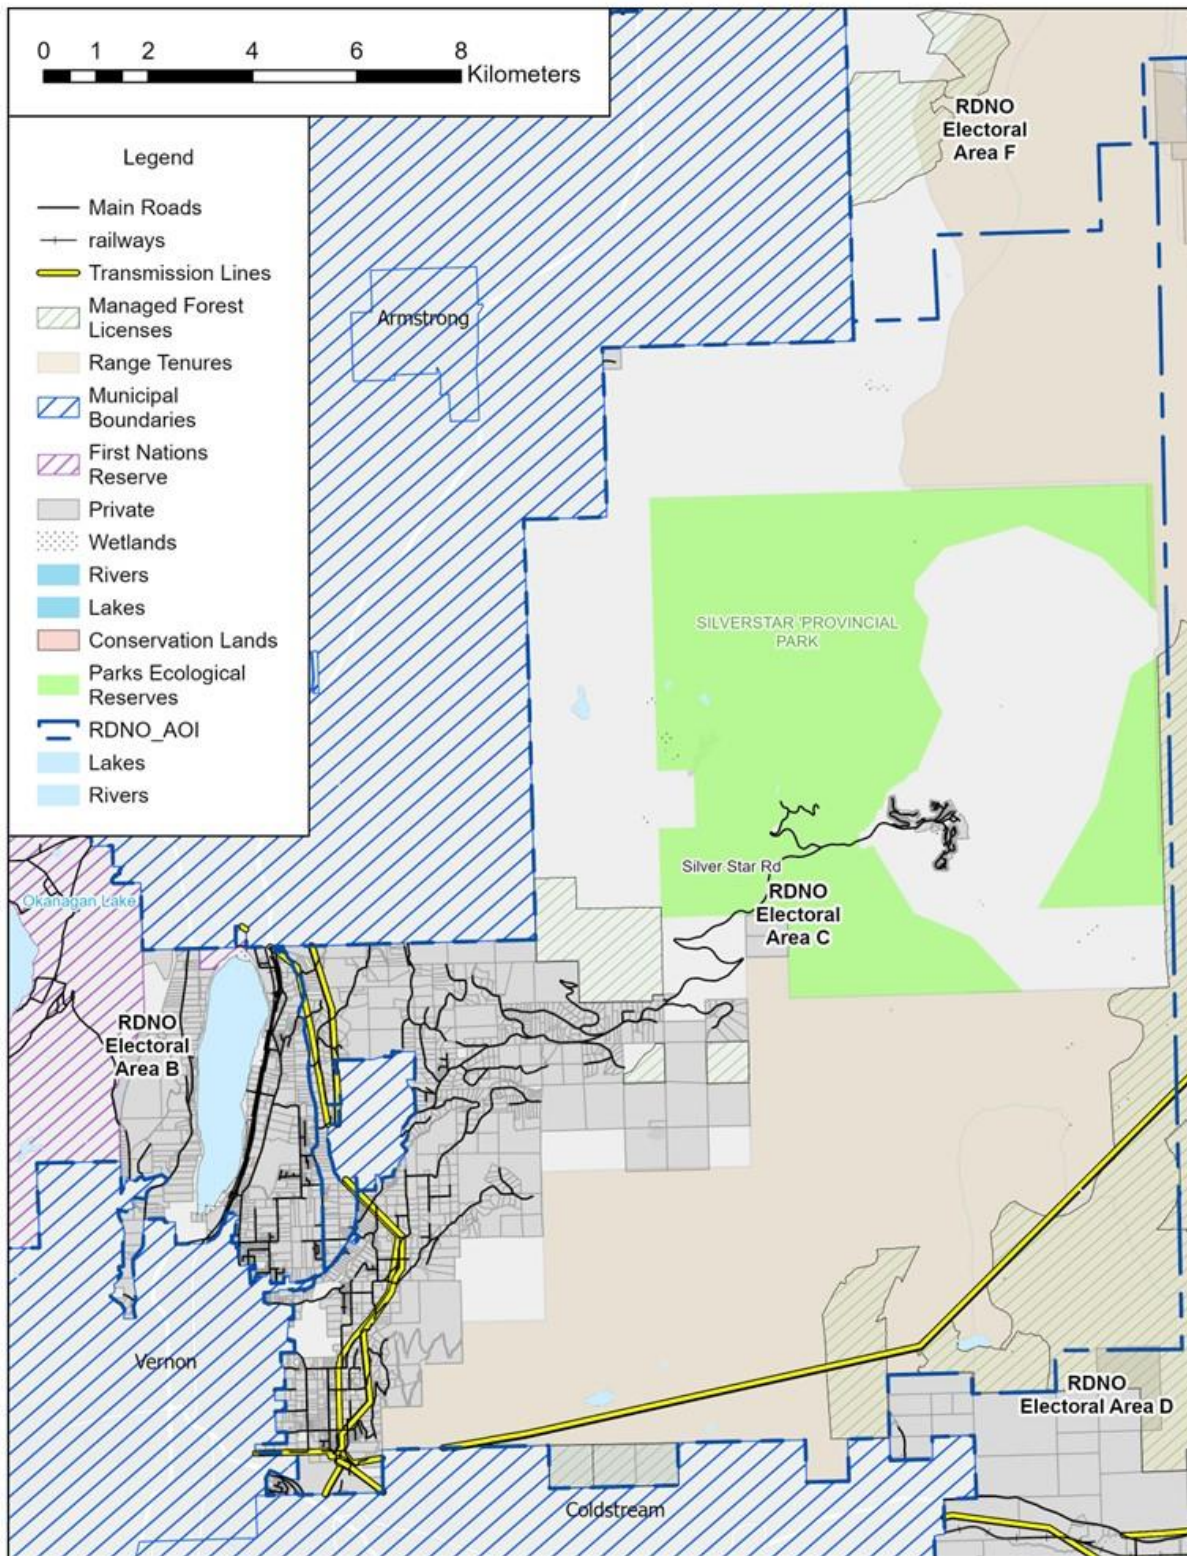 0 1 2 4 6 8
Kilometers
Legend
Main Roads
railways
Transmission Lines
Managed Forest
Licenses
Range Tenures
Municipal
Boundaries
First Nations
Reserve
Private
Wetlands
Rivers
Lakes
Conservation Lands
Parks Ecological
Reserves
RDNO_AOI
Lakes
Rivers
RDNO
Electoral
Area F
Armstrong
SILVERSTAR PROVINCIAL
PARK
Silver Star Rd
RDNO
Electoral
Area C
Okanagan Lake
RDNO
Electoral
Area B
Vernon
RDNO
Electoral Area D
Coldstream